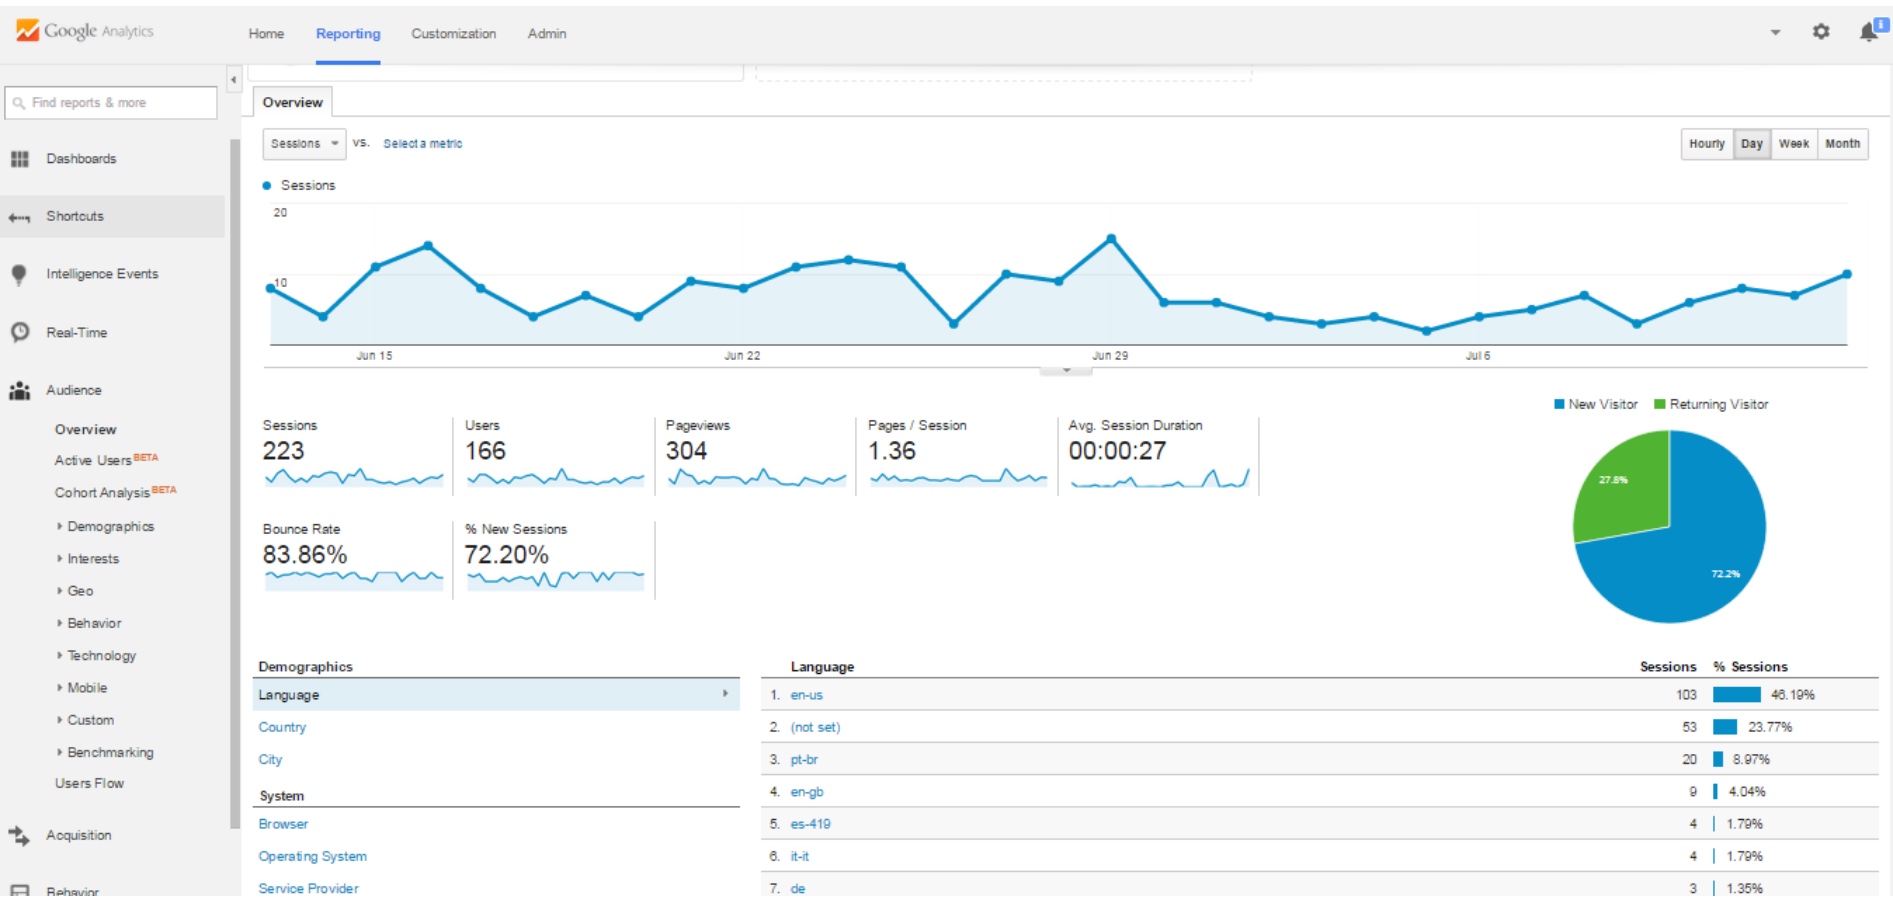 Google Analytics
Home Reporting Customization Admin
i
Find reports & more
Dashboards
Shortcuts
Intelligence Events
Real-Time
Audience
Overview
Active Users BETA
Cohort Analysis BETA
Demographics
Interests
Geo
Behavior
Technology
Mobile
Custom
Benchmarking
Users Flow
Acquisition
Behavior
Overview
Sessions VS. Select a metric
Hourly Day Week Month
Sessions
20
10
Jun 15 Jun 22 Jun 29 Jul 6
Sessions
223
Users
166
Pageviews
304
Pages / Session
1.36
Avg. Session Duration
00:00:27
Bounce Rate
83.86%
% New Sessions
72.20%
New Visitor Returning Visitor
27.8%
72.2%
Demographics
Language
Country
City
System
Browser
Operating System
Service Provider
Language Sessions % Sessions
1. en-us 103 46.19%
2. (not set) 53 23.77%
3. pt-br 20 8.97%
4. en-gb 9 4.04%
5. es-419 4 1.79%
6. it-it 4 1.79%
7. de 3 1.35%